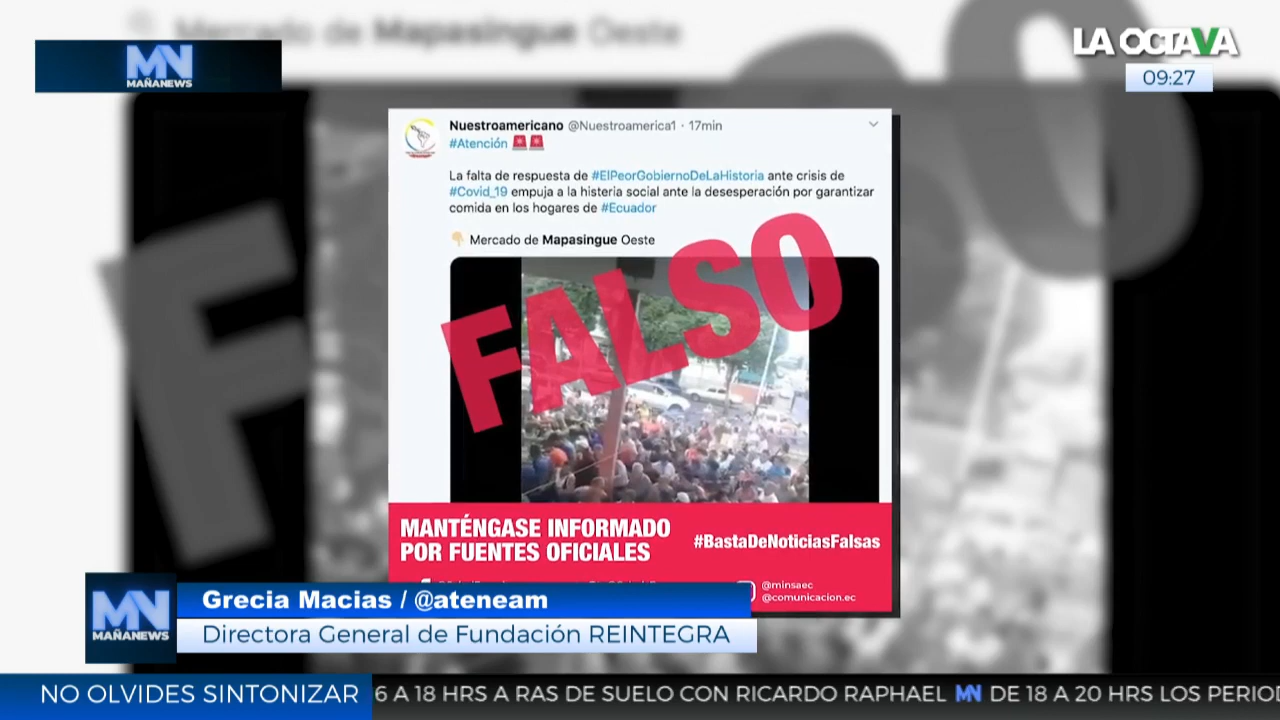 Mercado de Mapasingue Oeste
MN
MAÑANEWS
LA OCTAVA
09:27
Nuestroamericano @Nuestroamerica1 · 17min
#Atención
La falta de respuesta de #ElPeorGobiernoDeLaHistoria ante crisis de
#Covid_19 empuja a la histeria social ante la desesperación por garantizar
comida en los hogares de #Ecuador
Mercado de Mapasingue Oeste
FALSO
MANTÉNGASE INFORMADO
POR FUENTES OFICIALES
#BastaDeNoticiasFalsas
@minsaec
@comunicacion.ec
MN
MAÑANEWS
Grecia Macias / @ateneam
Directora General de Fundación REINTEGRA
NO OLVIDES SINTONIZAR 6 A 18 HRS A RAS DE SUELO CON RICARDO RAPHAEL MN DE 18 A 20 HRS LOS PERIOD